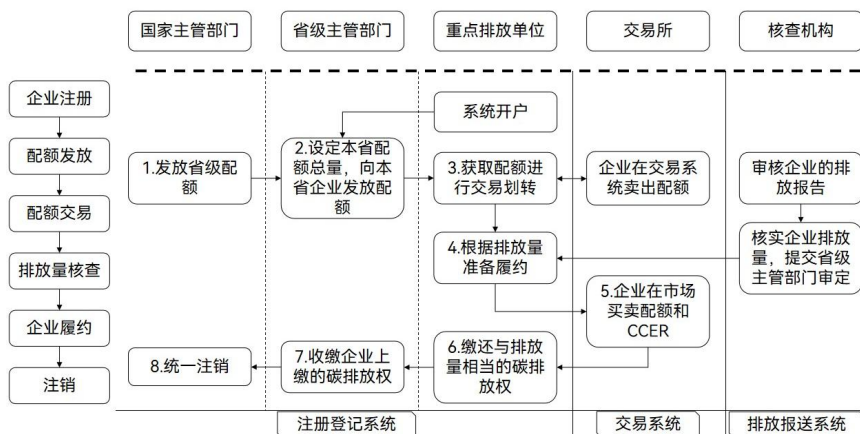 国家主管部门
省级主管部门
重点排放单位
交易所
核查机构
企业注册
配额发放
配额交易
排放量核查
企业履约
注销
系统开户
1.发放省级配
额
2.设定本省配
额总量，向本
省企业发放配
额
3.获取配额进
行交易划转
企业在交易系
统卖出配额
审核企业的排
放报告
4.根据排放量
准备履约
核实企业排放
量，提交省级
主管部门审定
5.企业在市场
买卖配额和
CCER
8.统一注销
7.收缴企业上
缴的碳排放权
6.缴还与排放
量相当的碳排
放权
注册登记系统
交易系统
排放报送系统